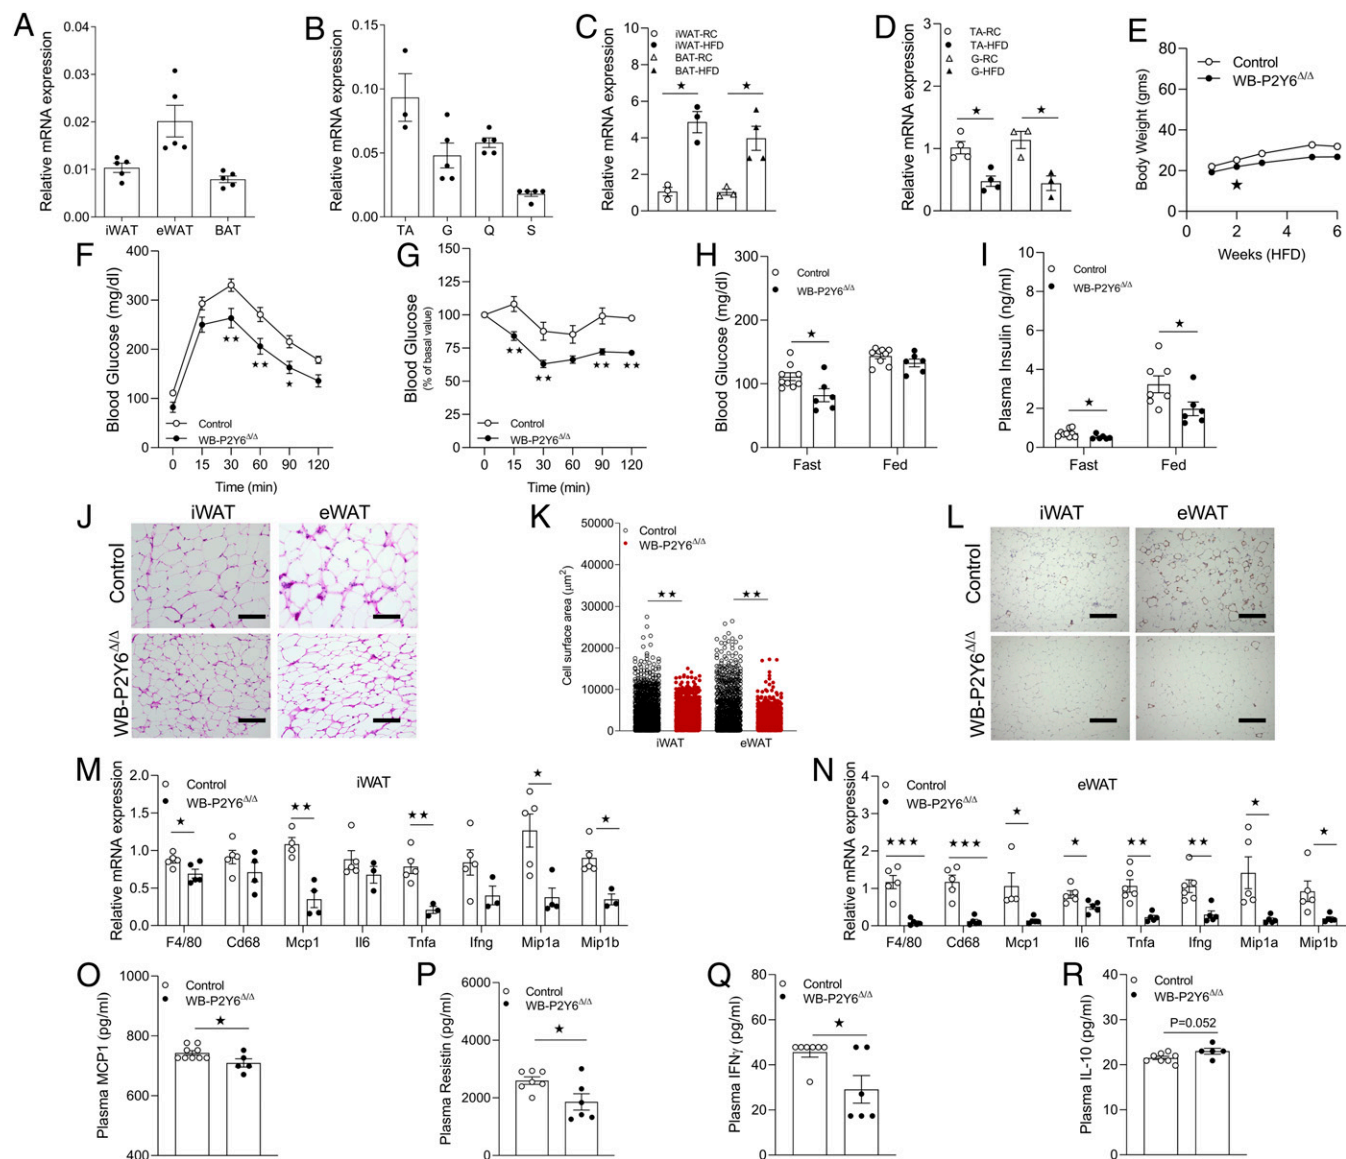 A
Relative mRNA expression
0.04
0.03
0.02
0.01
0.00
iWAT eWAT BAT
B
Relative mRNA expression
0.15
0.10
0.05
0.00
TA G Q S
C
Relative mRNA expression
10
8
6
4
2
0
iWAT-RC
iWAT-HFD
BAT-RC
BAT-HFD
★ ★
D
Relative mRNA expression
3
2
1
0
TA-RC
TA-HFD
G-RC
G-HFD
★ ★
E
Body Weight (gms)
80
60
40
20
0
Control
WB-P2Y6Δ/Δ
★
0 2 4 6
Weeks (HFD)
F
Blood Glucose (mg/dl)
400
300
200
100
0
★★
★★
★
Control
WB-P2Y6Δ/Δ
0 15 30 60 90 120
Time (min)
G
Blood Glucose
(% of basal value)
150
125
100
75
50
25
0
★★
★★
★★ ★★
Control
WB-P2Y6Δ/Δ
0 15 30 60 90 120
Time (min)
H
Blood Glucose (mg/dl)
300
200
100
0
Control
WB-P2Y6Δ/Δ
★
Fast Fed
I
Plasma Insulin (ng/ml)
10
8
6
4
2
0
Control
WB-P2Y6Δ/Δ
★ ★
Fast Fed
J
iWAT eWAT
Control
WB-P2Y6Δ/Δ
K
Cell surface area (μm2)
50000
40000
30000
20000
10000
0
Control
WB-P2Y6Δ/Δ
★★ ★★
iWAT eWAT
L
iWAT eWAT
Control
WB-P2Y6Δ/Δ
M
Relative mRNA expression
2.0
1.5
1.0
0.5
0.0
Control
WB-P2Y6Δ/Δ
iWAT
★ ★★ ★★ ★ ★
F4/80 Cd68 Mcp1 Il6 Tnfa Ifng Mip1a Mip1b
N
Relative mRNA expression
4
3
2
1
0
Control
WB-P2Y6Δ/Δ
eWAT
★★★ ★★★ ★ ★ ★★ ★★ ★ ★
F4/80 Cd68 Mcp1 Il6 Tnfa Ifng Mip1a Mip1b
O
Plasma MCP1 (pg/ml)
1000
800
600
400
Control
WB-P2Y6Δ/Δ
★
P
Plasma Resistin (pg/ml)
6000
4000
2000
0
Control
WB-P2Y6Δ/Δ
★
Q
Plasma IFNγ (pg/ml)
80
60
40
20
0
Control
WB-P2Y6Δ/Δ
★
R
Plasma IL-10 (pg/ml)
40
30
20
10
0
Control
WB-P2Y6Δ/Δ
P=0.052